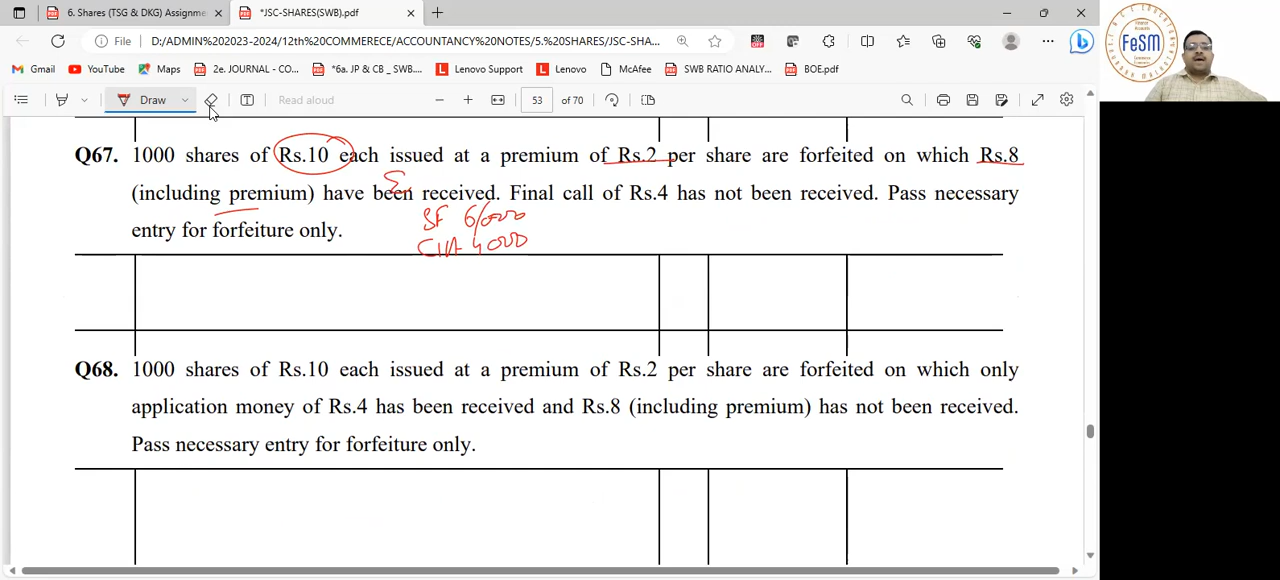 6. Shares (TSG & DKG) Assignme
*JSC-SHARES(SWB).pdf
File
D:/ADMIN%202023-2024/12th%20COMMERECE/ACCOUNTANCY%20NOTES/5.%20SHARES/JSC-SHA...
Gmail
YouTube
Maps
2e. JOURNAL - CO...
*6a. JP & CB _SWB....
Lenovo Support
Lenovo
McAfee
SWB RATIO ANALY...
BOE.pdf
Draw
Read aloud
53 of 70
FeSM
Q67. 1000 shares of Rs.10 each issued at a premium of Rs.2 per share are forfeited on which Rs.8
(including premium) have been received. Final call of Rs.4 has not been received. Pass necessary
entry for forfeiture only.
SF 6/000
CIA 4000
Q68. 1000 shares of Rs.10 each issued at a premium of Rs.2 per share are forfeited on which only
application money of Rs.4 has been received and Rs.8 (including premium) has not been received.
Pass necessary entry for forfeiture only.